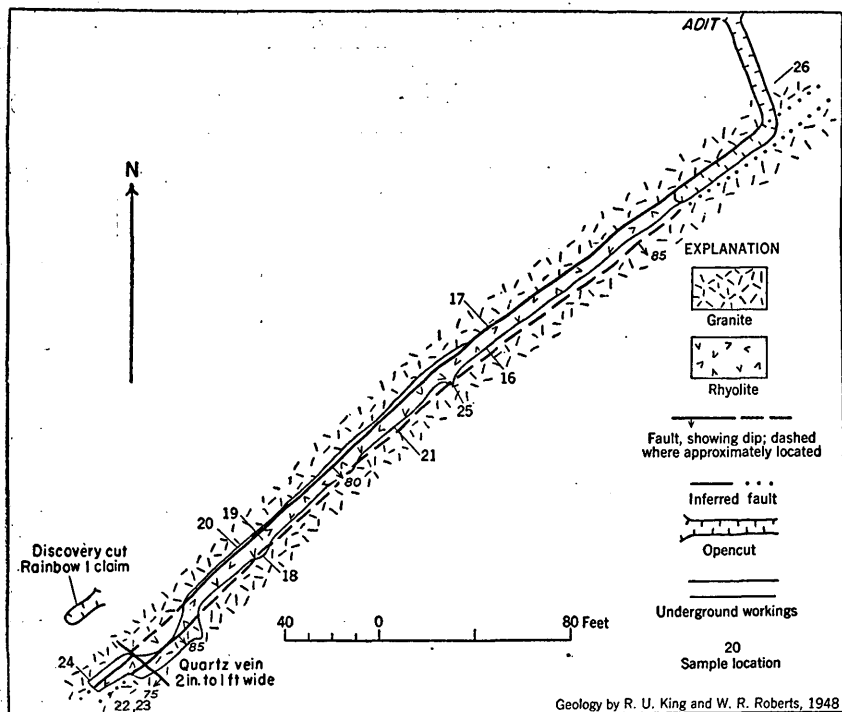 ADIT
26
N
85
EXPLANATION
Granite
17
Rhyolite
16
25
Fault, showing dip; dashed
where approximately located
21
80
Inferred fault
20
19
Opencut
Discovery cut
Rainbow 1 claim
18
Underground workings
40 0 80 Feet
85
20
Sample location
24
Quartz vein
2 in. to 1 ft wide
75
22,23
Geology by R. U. King and W. R. Roberts, 1948